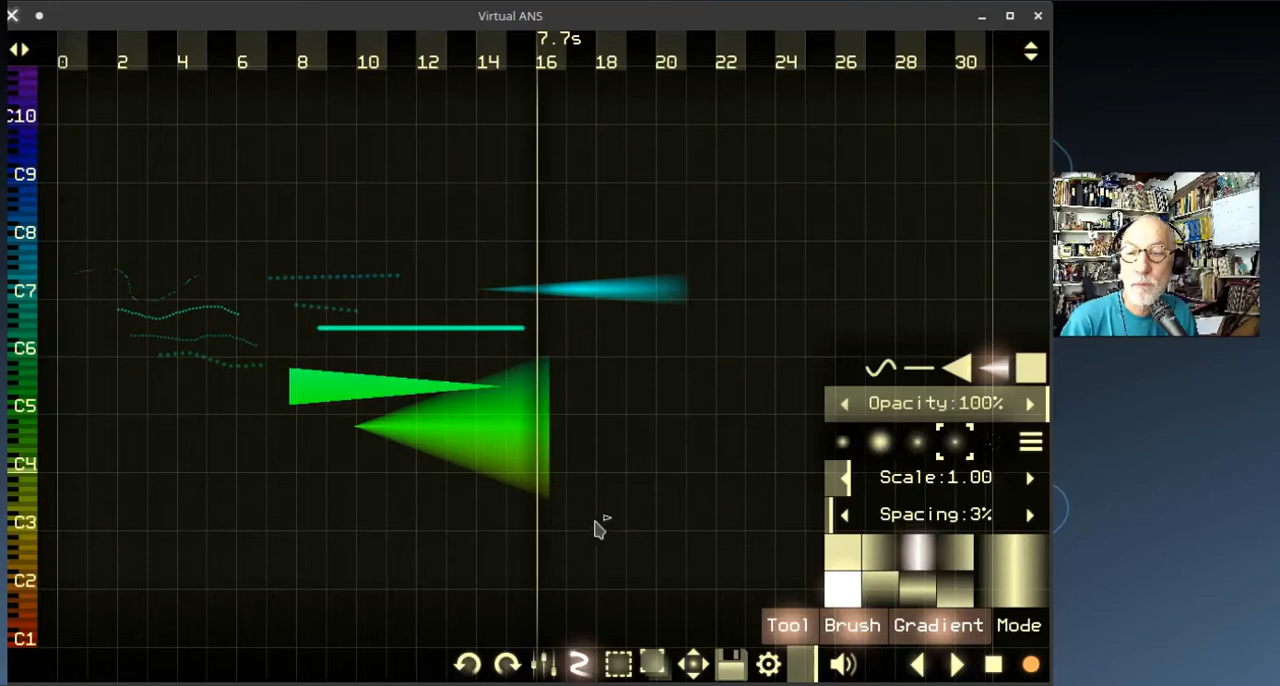 Virtual ANS
7.7s
0 2 4 6 8 10 12 14 16 18 20 22 24 26 28 30
C10
C9
C8
C7
C6
C5
C4
C3
C2
C1
Opacity:100%
Scale:1.00
Spacing:3%
Tool Brush Gradient Mode